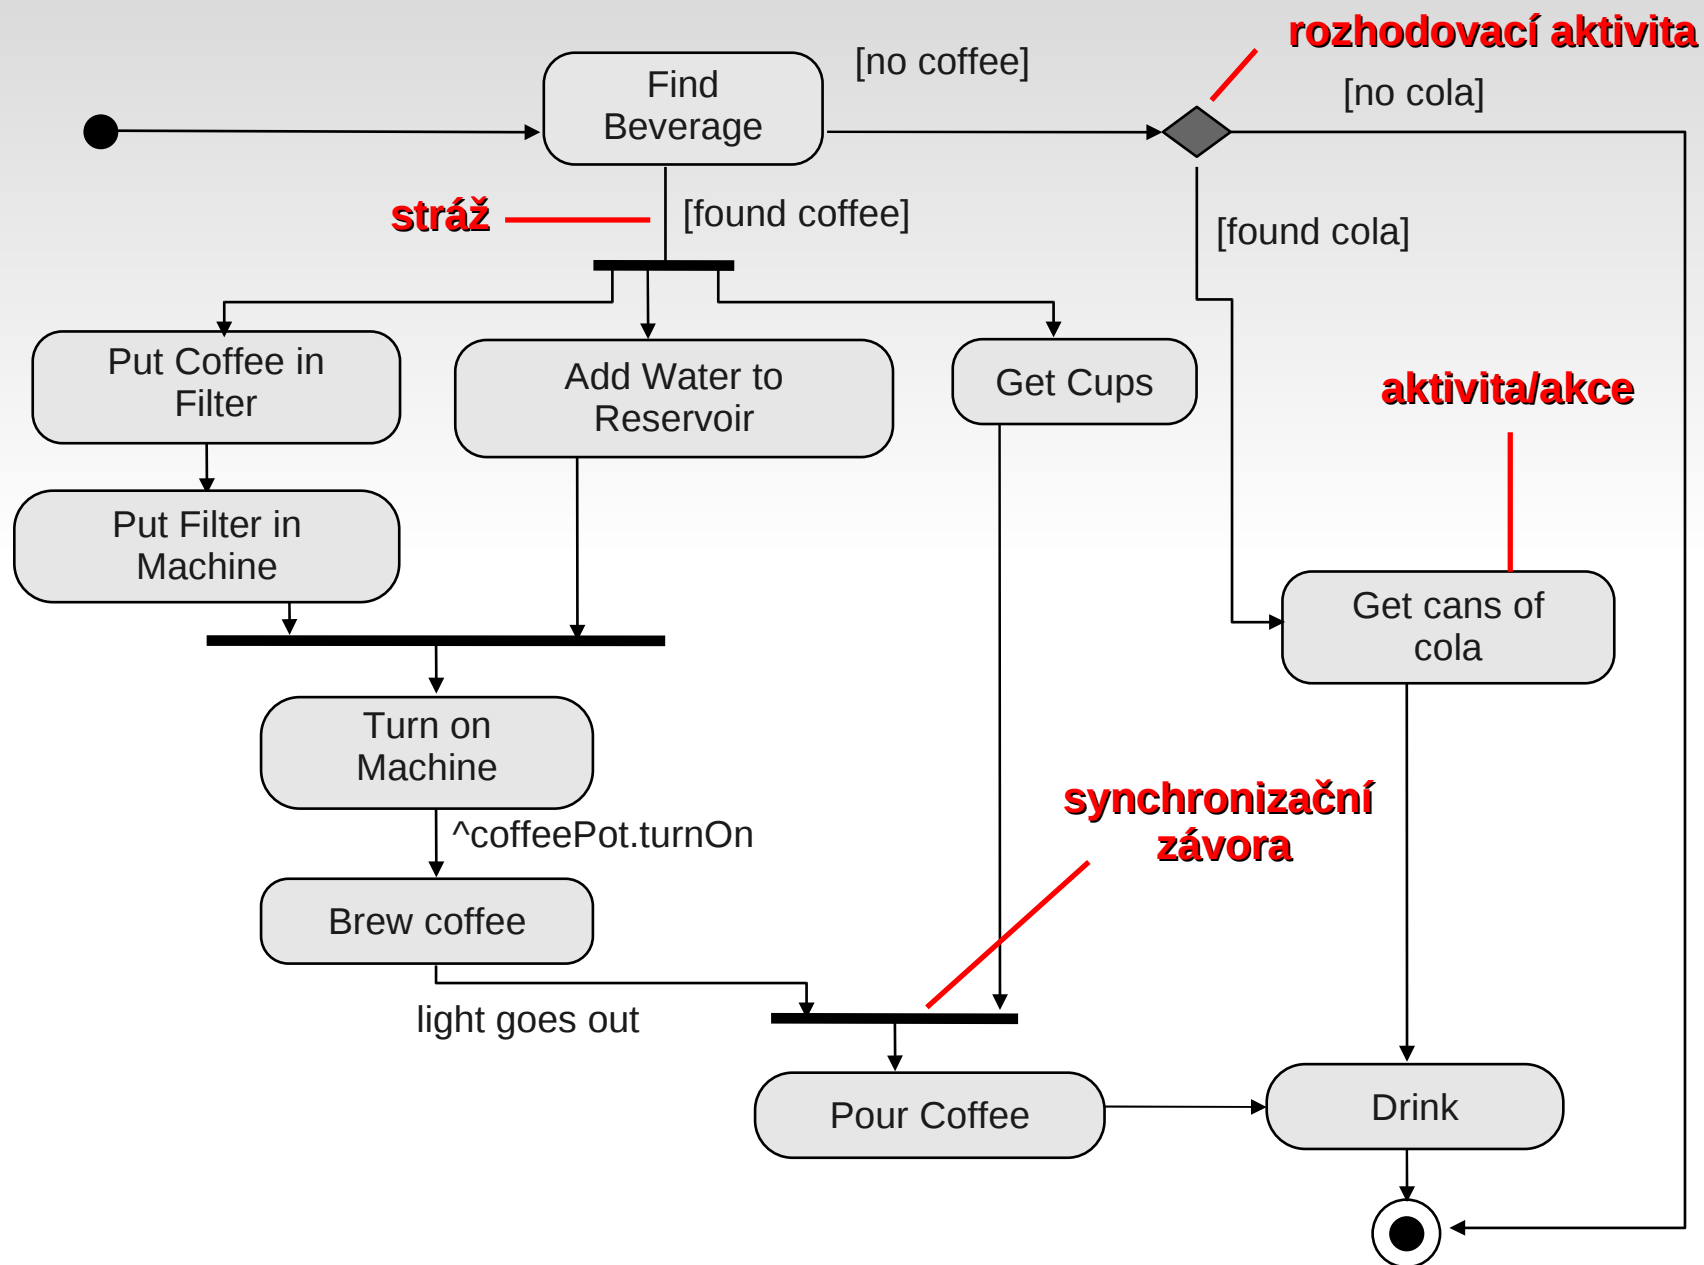 rozhodovací aktivita
[no coffee]
[no cola]
Find
Beverage
stráž
[found coffee]
[found cola]
Put Coffee in
Filter
Add Water to
Reservoir
Get Cups
aktivita/akce
Put Filter in
Machine
Get cans of
cola
Turn on
Machine
synchronizační
závora
^coffeePot.turnOn
Brew coffee
light goes out
Pour Coffee
Drink